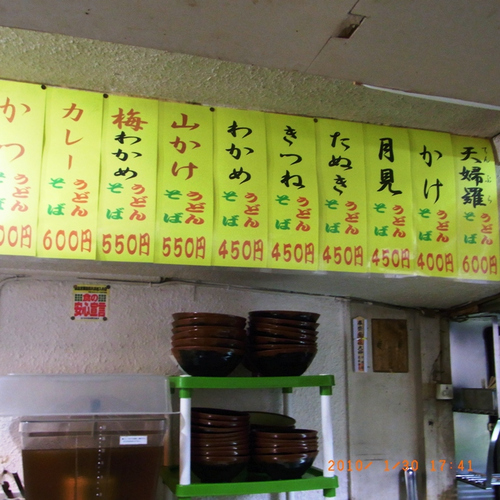 天婦羅
うどん
そば
600円
かけ
うどん
そば
400円
月見
うどん
そば
450円
たぬき
うどん
そば
450円
きつね
うどん
そば
450円
わかめ
うどん
そば
450円
山かけ
うどん
そば
550円
梅わかめ
うどん
そば
550円
カレー
うどん
そば
600円
かつ
うどん
そば
00円
安心宣言
17:41